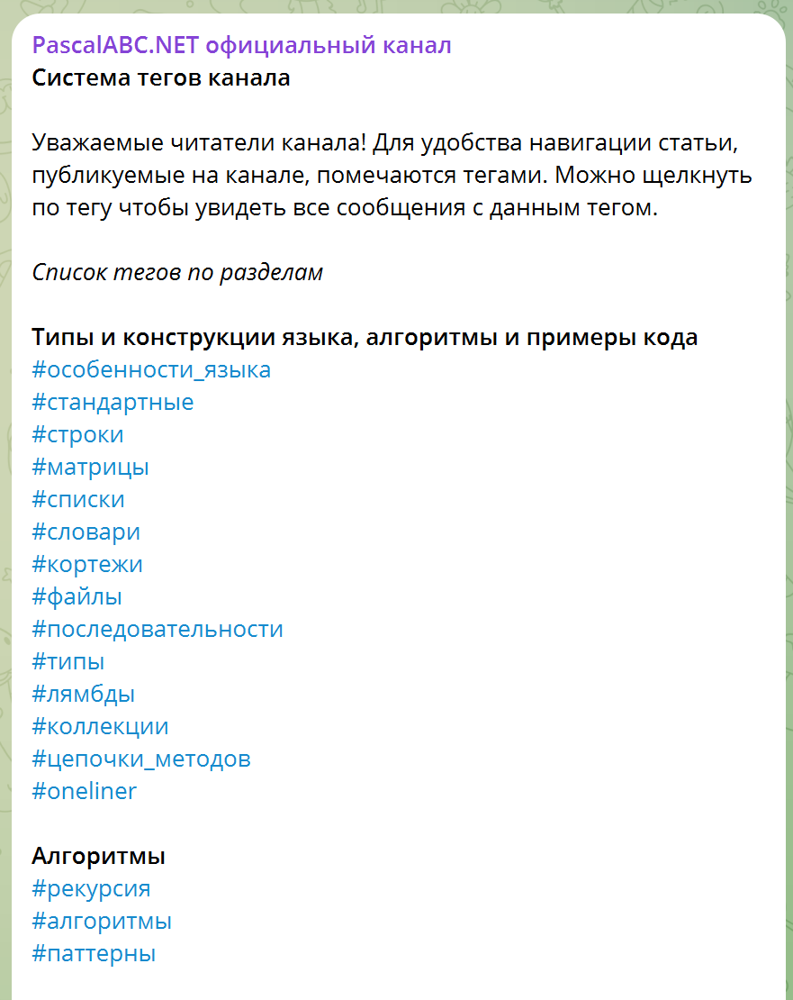 PascalABC.NET официальный канал
Система тегов канала
Уважаемые читатели канала! Для удобства навигации статьи,
публикуемые на канале, помечаются тегами. Можно щелкнуть
по тегу чтобы увидеть все сообщения с данным тегом.
Список тегов по разделам
Типы и конструкции языка, алгоритмы и примеры кода
#особенности_языка
#стандартные
#строки
#матрицы
#списки
#словари
#кортежи
#файлы
#последовательности
#типы
#лямбды
#коллекции
#цепочки_методов
#oneliner
Алгоритмы
#рекурсия
#алгоритмы
#паттерны